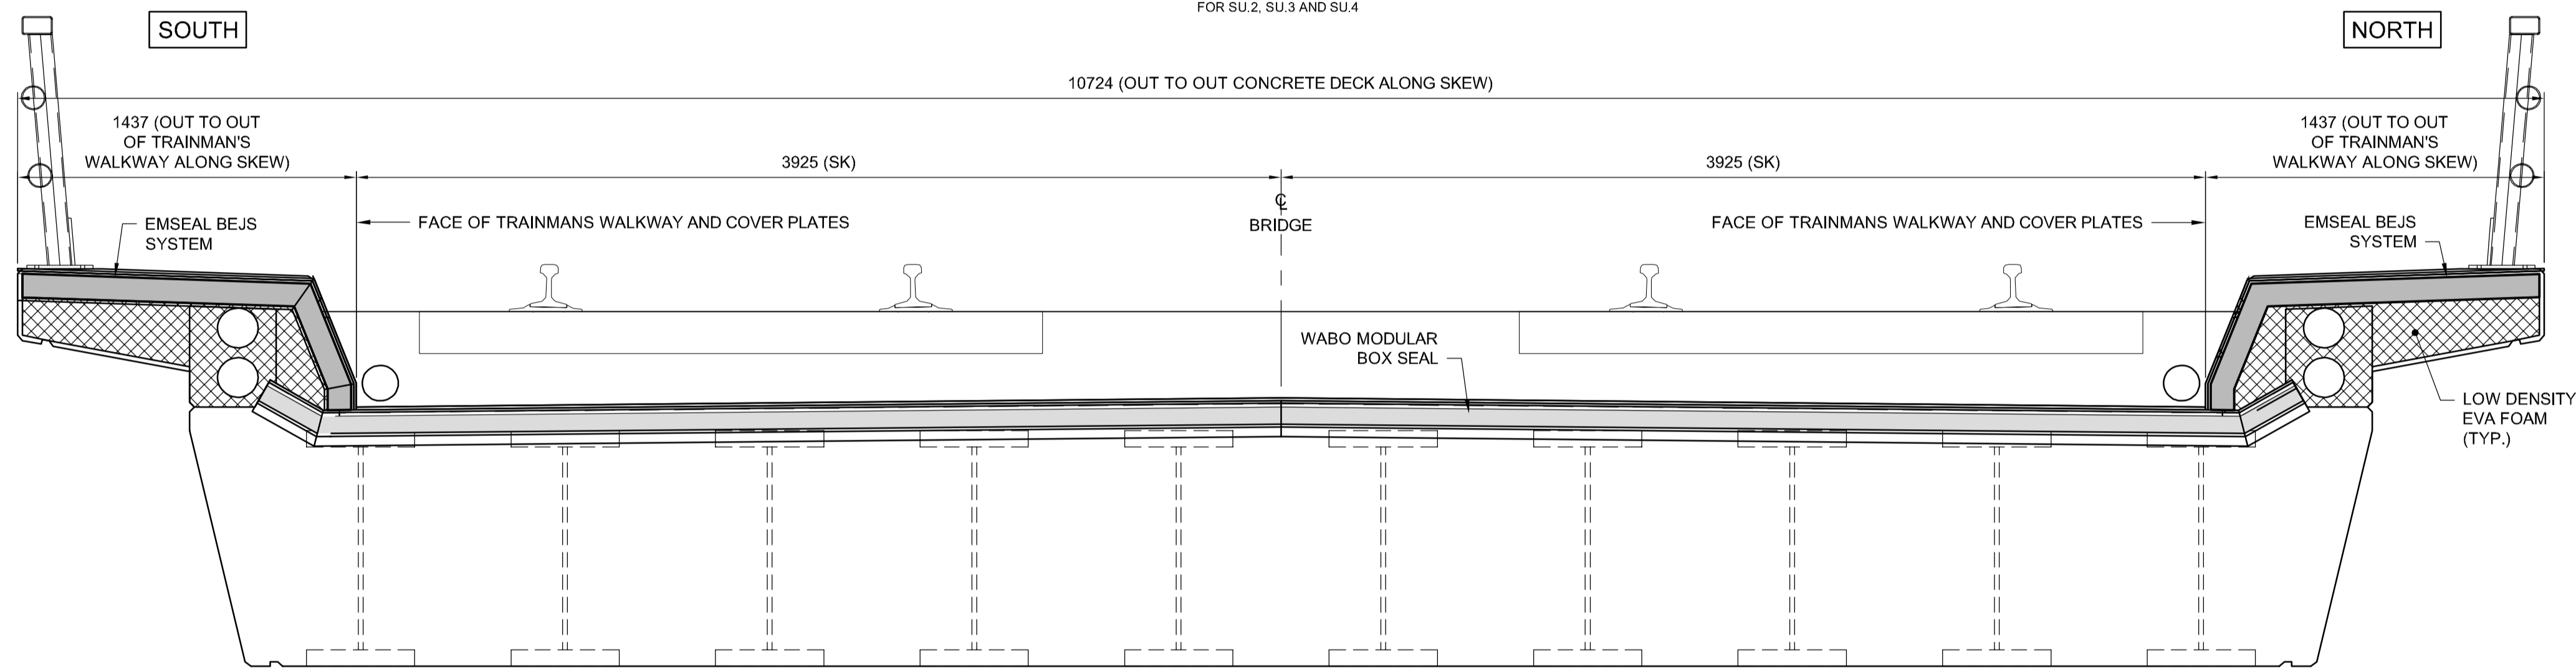 FOR SU.2, SU.3 AND SU.4
SOUTH
NORTH
10724 (OUT TO OUT CONCRETE DECK ALONG SKEW)
1437 (OUT TO OUT
OF TRAINMAN'S
WALKWAY ALONG SKEW)
3925 (SK)
3925 (SK)
1437 (OUT TO OUT
OF TRAINMAN'S
WALKWAY ALONG SKEW)
EMSEAL BEJS
SYSTEM
FACE OF TRAINMANS WALKWAY AND COVER PLATES
℄
BRIDGE
FACE OF TRAINMANS WALKWAY AND COVER PLATES
EMSEAL BEJS
SYSTEM
WABO MODULAR
BOX SEAL
LOW DENSITY
EVA FOAM
(TYP.)